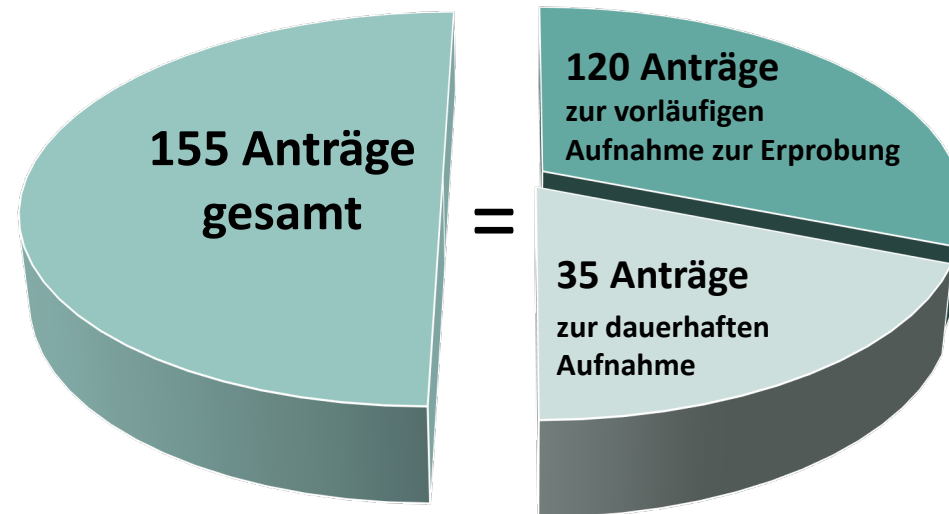 155 Anträge
gesamt
=
120 Anträge
zur vorläufigen
Aufnahme zur Erprobung
35 Anträge
zur dauerhaften
Aufnahme